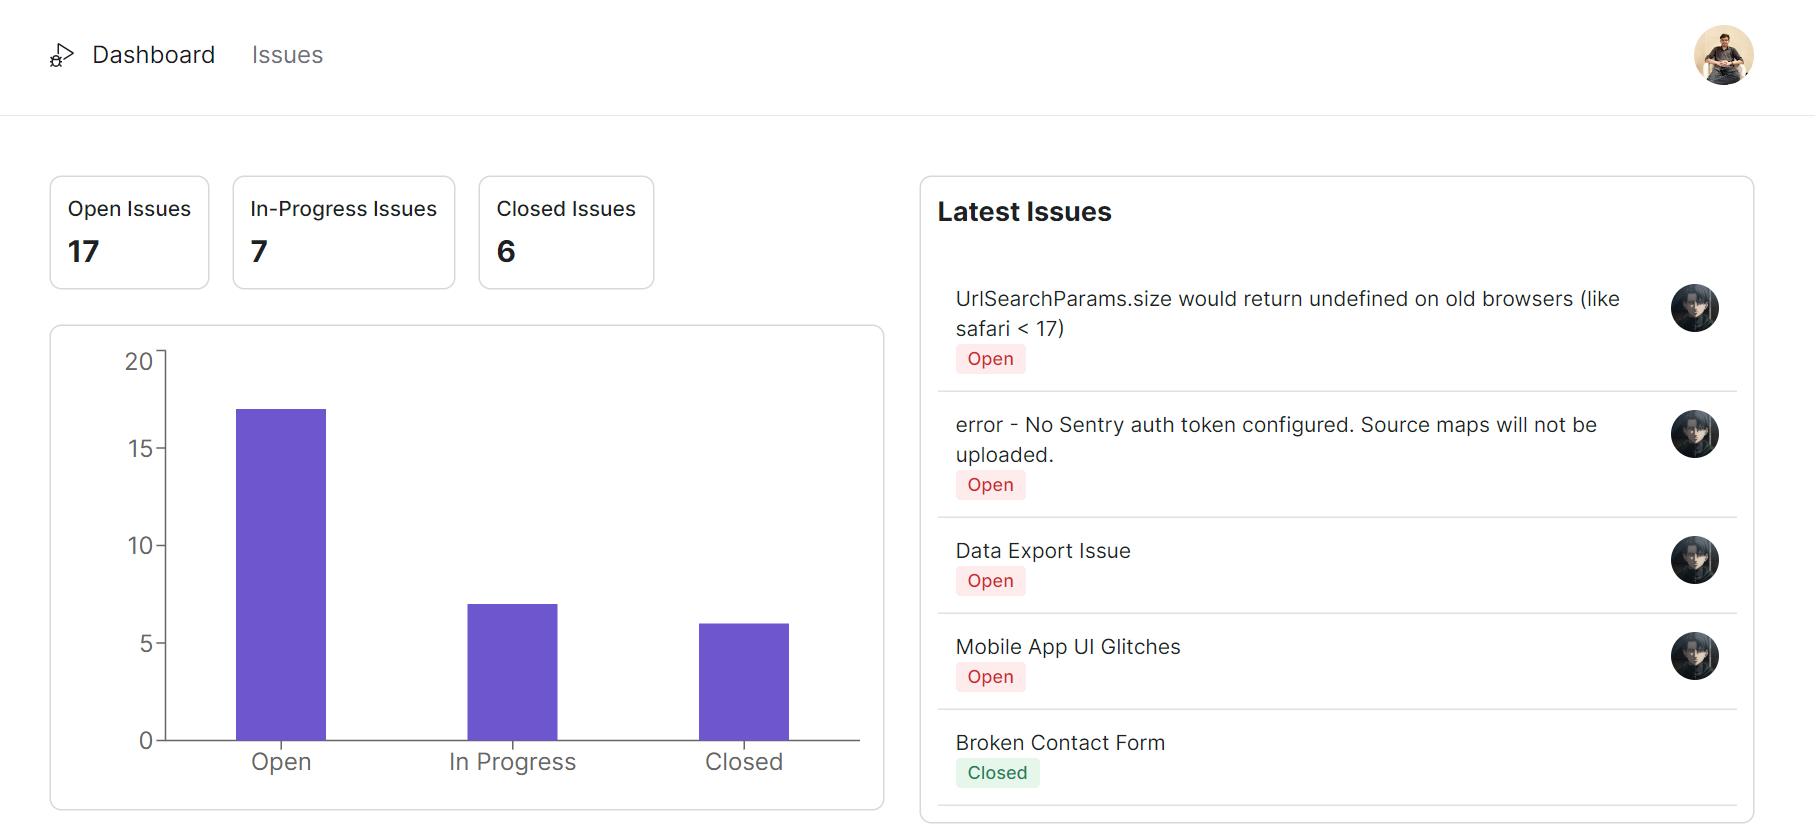 Dashboard Issues
Open Issues
17
In-Progress Issues
7
Closed Issues
6
20
15
10
5
0
Open
In Progress
Closed
Latest Issues
UrlSearchParams.size would return undefined on old browsers (like
safari < 17)
Open
error - No Sentry auth token configured. Source maps will not be
uploaded.
Open
Data Export Issue
Open
Mobile App UI Glitches
Open
Broken Contact Form
Closed